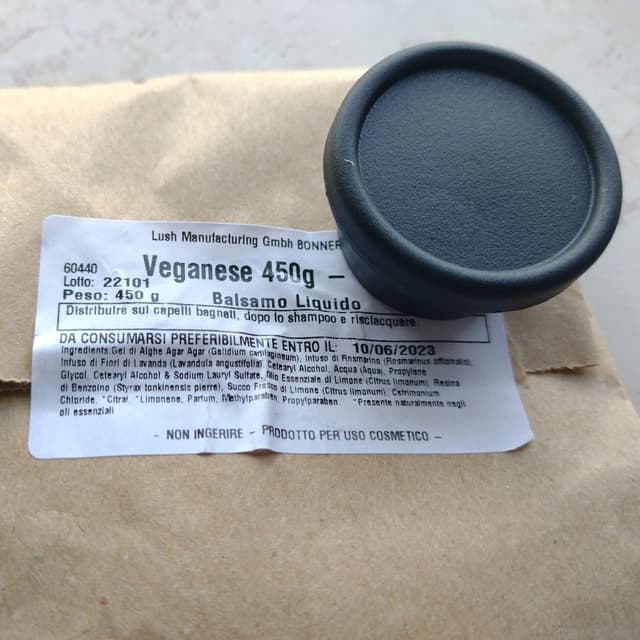 Lush Manufacturing Gmbh BONNER
60440
Veganese 450g –
Lotto: 22101
Peso: 450 g
Balsamo Liquido
Distribuire sui capelli bagnati, dopo lo shampoo e risciacquare
DA CONSUMARSI PREFERIBILMENTE ENTRO IL: 10/06/2023
Ingredients: Gel di Alghe Agar Agar (Gelidium cartilagineum), Infuso di Rosmarino (Rosmarinus officinalis),
Infuso di Fiori di Lavanda (Lavandula angustifolia), Cetearyl Alcohol, Acqua (Aqua), Propylene
Glycol, Cetearyl Alcohol & Sodium Lauryl Sulfate, Olio Essenziale di Limone (Citrus limonum), Resina
di Benzoino (Styrax tonkinensis pierre), Succo Fresco di Limone (Citrus limonum), Cetrimonium
Chloride, *Citral, *Limonene, Parfum, Methylparaben, Propylparaben. *Presente naturalmente negli
oli essenziali
- NON INGERIRE - PRODOTTO PER USO COSMETICO -